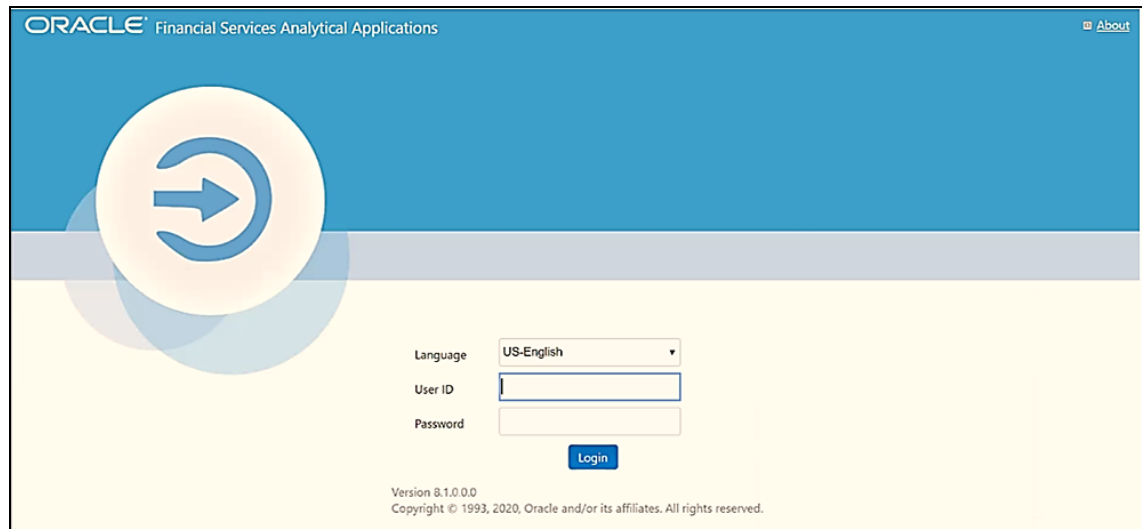 ORACLE® Financial Services Analytical Applications
About
Language US-English
User ID
Password
Login
Version 8.1.0.0.0
Copyright © 1993, 2020, Oracle and/or its affiliates. All rights reserved.